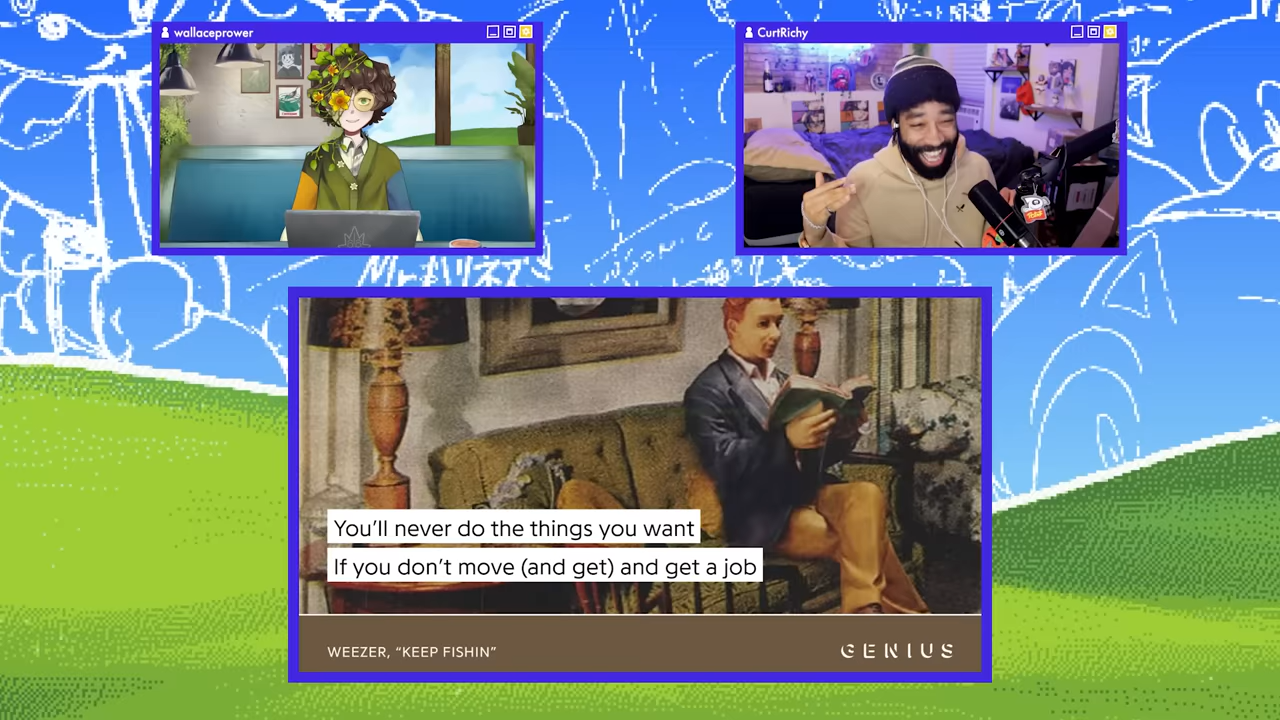 wallaceprower
CurtRichy
You'll never do the things you want
If you don't move (and get) and get a job
WEEZER, “KEEP FISHIN”
GENIUS